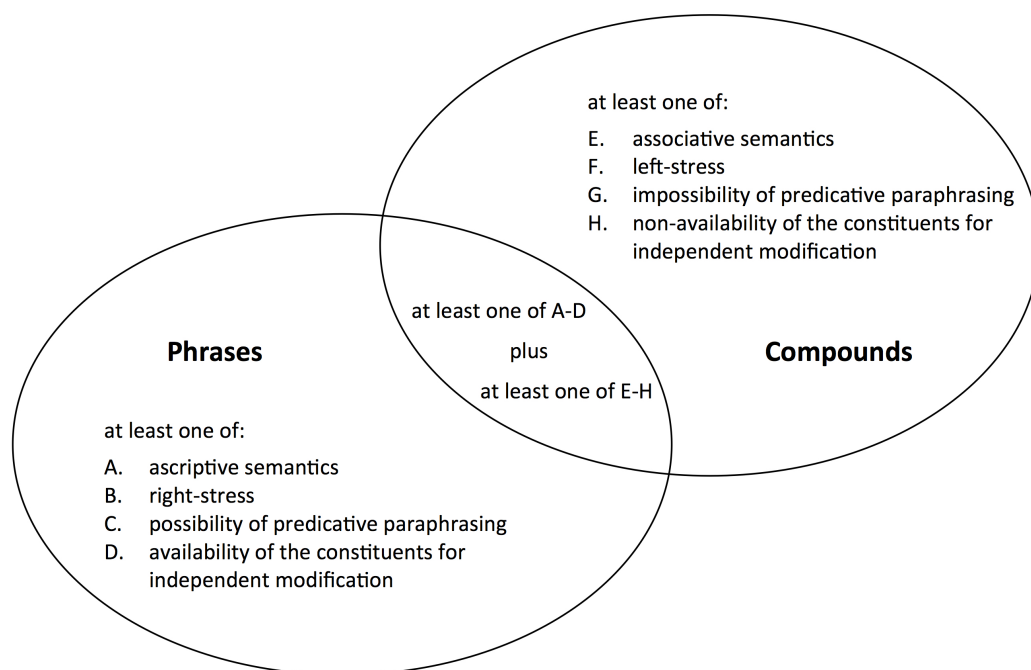 at least one of:
E. associative semantics
F. left-stress
G. impossibility of predicative paraphrasing
H. non-availability of the constituents for
independent modification
at least one of A-D
plus
at least one of E-H
Phrases
Compounds
at least one of:
A. ascriptive semantics
B. right-stress
C. possibility of predicative paraphrasing
D. availability of the constituents for
independent modification